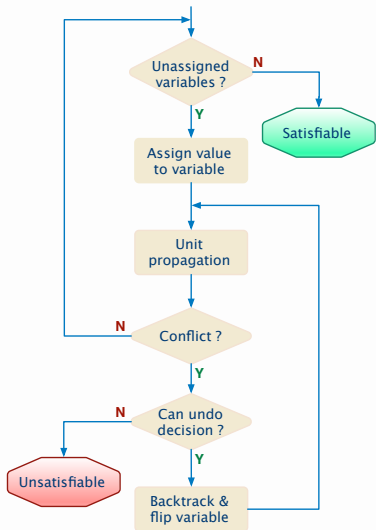 Unassigned
variables ?
N
Satisfiable
Y
Assign value
to variable
Unit
propagation
N
Conflict ?
Y
N
Can undo
decision ?
Y
Unsatisfiable
Backtrack &
flip variable